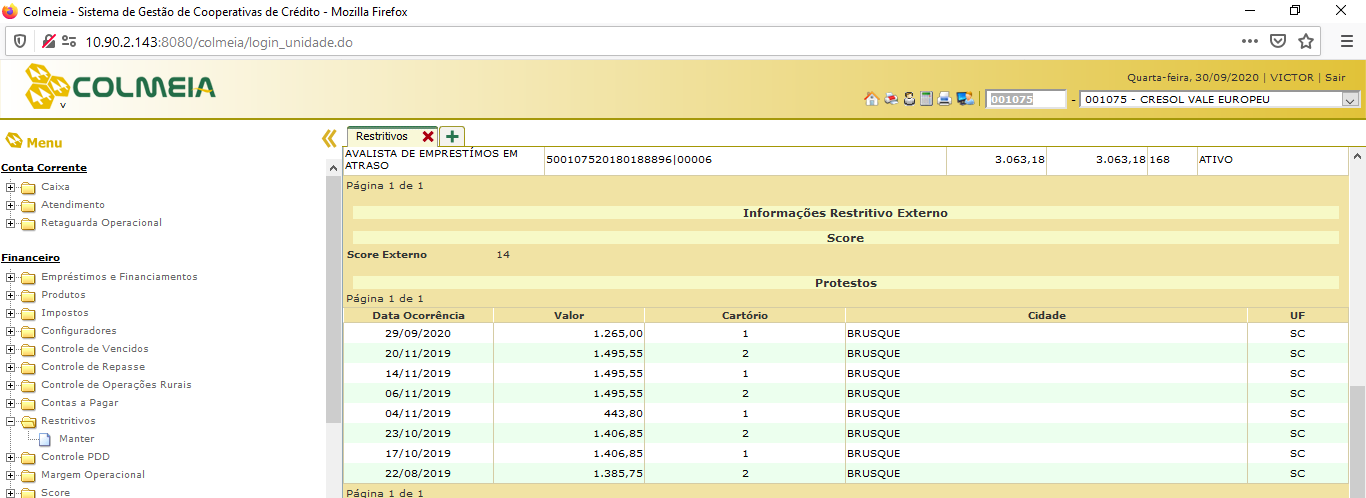 Colmeia - Sistema de Gestão de Cooperativas de Crédito - Mozilla Firefox
10.90.2.143:8080/colmeia/login_unidade.do
COLMEIA
v
Quarta-feira, 30/09/2020 | VICTOR | Sair
001075 - 001075 - CRESOL VALE EUROPEU
Menu
Conta Corrente
Caixa
Atendimento
Retaguarda Operacional
Financeiro
Empréstimos e Financiamentos
Produtos
Impostos
Configuradores
Controle de Vencidos
Controle de Repasse
Controle de Operações Rurais
Contas a Pagar
Restritivos
Manter
Controle PDD
Margem Operacional
Score
Restritivos
AVALISTA DE EMPRESTÍMOS EM
ATRASO 500107520180188896|00006 3.063,18 3.063,18 168 ATIVO
Página 1 de 1
Informações Restritivo Externo
Score
Score Externo 14
Protestos
Página 1 de 1
Data Ocorrência Valor Cartório Cidade UF
29/09/2020 1.265,00 1 BRUSQUE SC
20/11/2019 1.495,55 2 BRUSQUE SC
14/11/2019 1.495,55 1 BRUSQUE SC
06/11/2019 1.495,55 2 BRUSQUE SC
04/11/2019 443,80 1 BRUSQUE SC
23/10/2019 1.406,85 2 BRUSQUE SC
17/10/2019 1.406,85 1 BRUSQUE SC
22/08/2019 1.385,75 2 BRUSQUE SC
Página 1 de 1